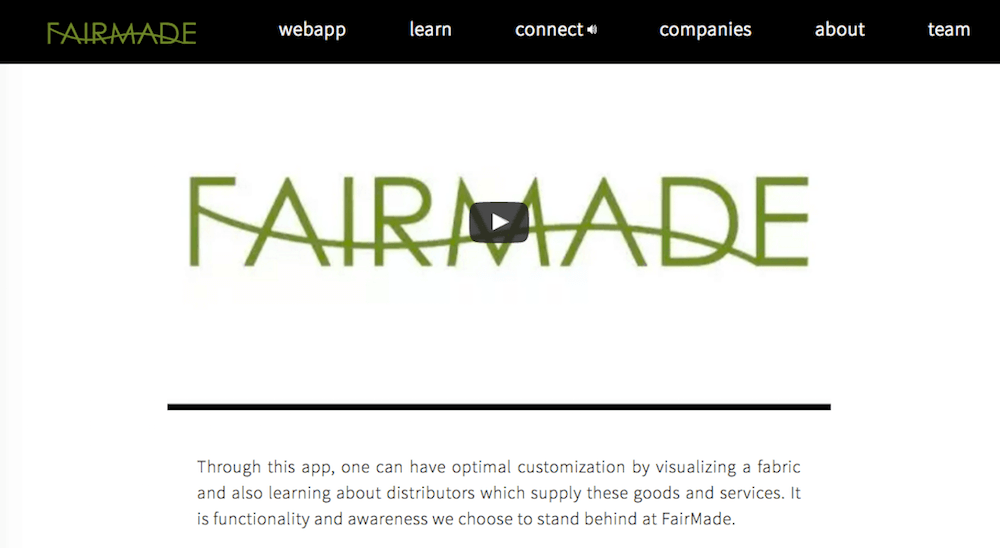 FAIRMADE webapp learn connect companies about team
FAIRMADE
Through this app, one can have optimal customization by visualizing a fabric
and also learning about distributors which supply these goods and services. It
is functionality and awareness we choose to stand behind at FairMade.